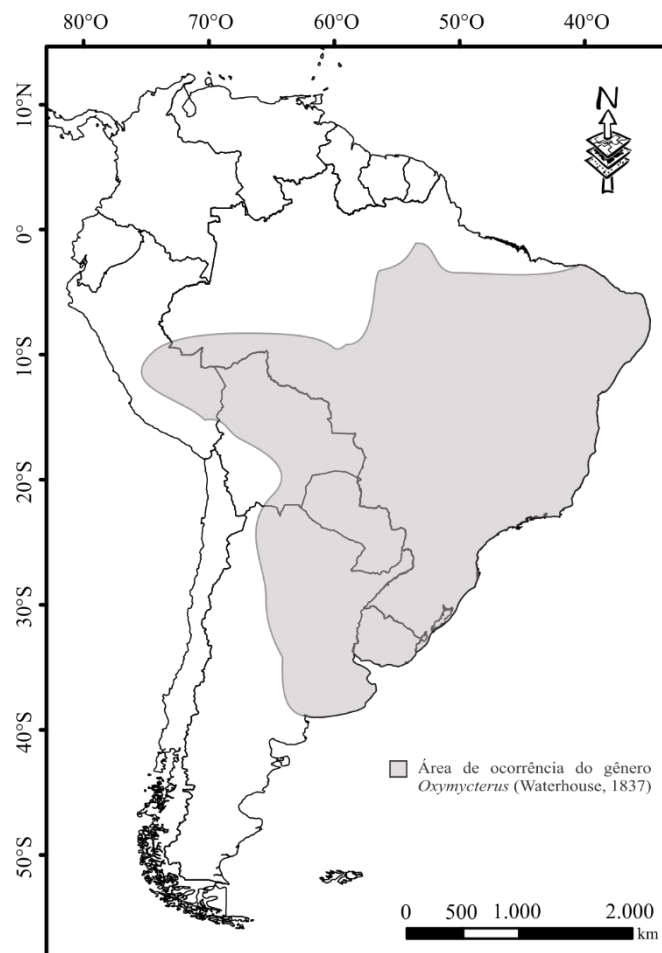 80°O 70°O 60°O 50°O 40°O
10°N
N
0°
10°S
20°S
30°S
40°S
50°S
Área de ocorrência do gênero
Oxymycterus (Waterhouse, 1837)
0 500 1.000 2.000
km